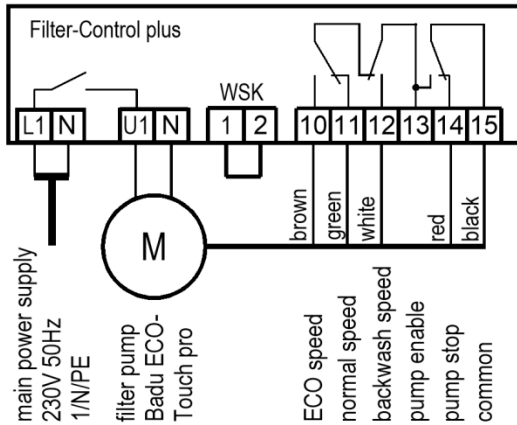 Filter-Control plus
WSK
L1 N U1 N 1 2 10 11 12 13 14 15
brown
green
white
red
black
M
main power supply
230V 50Hz
1/N/PE
filter pump
Badu ECO-
Touch pro
ECO speed
normal speed
backwash speed
pump enable
pump stop
common